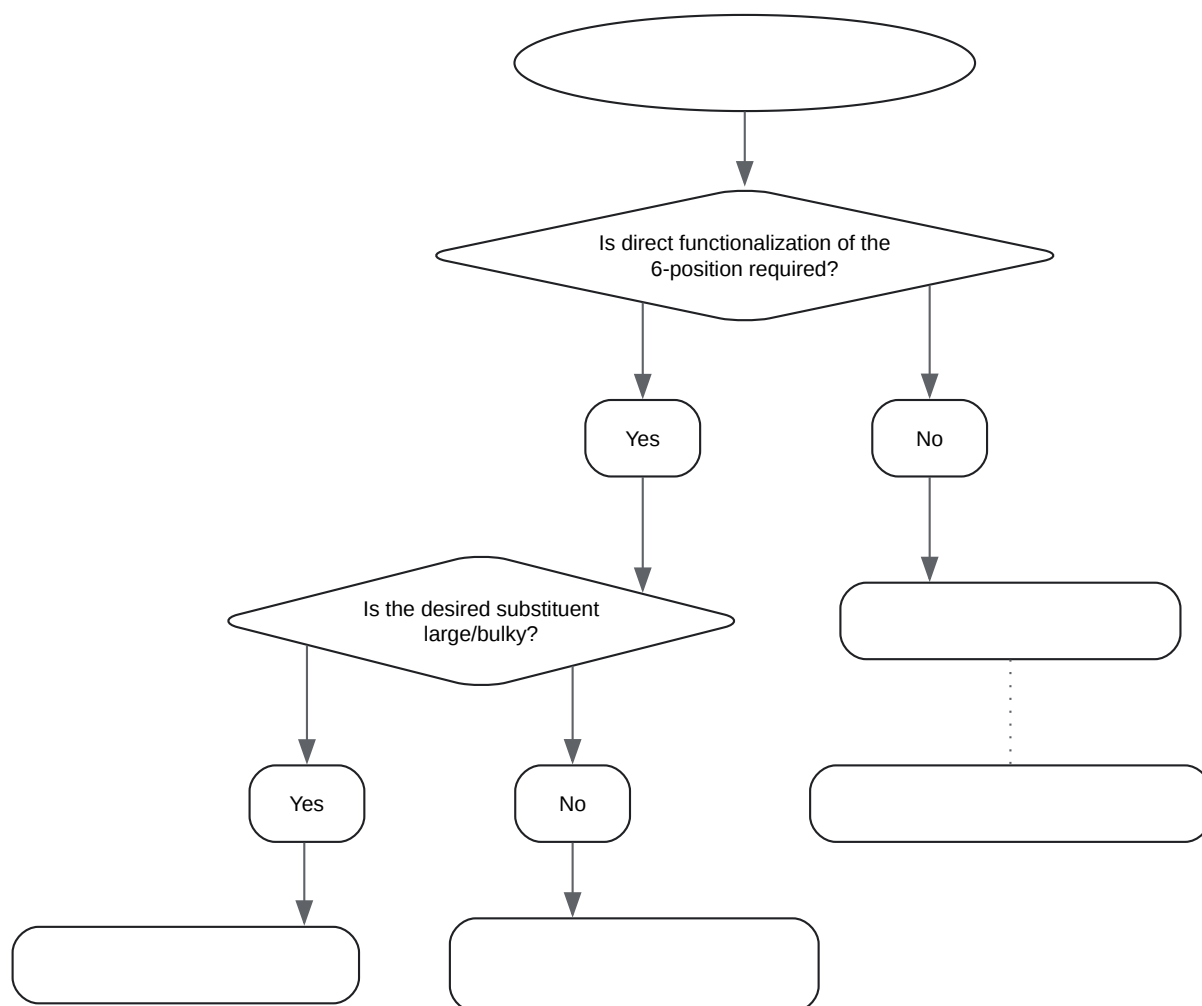 Is direct functionalization of the
6-position required?
Yes
No
Is the desired substituent
large/bulky?
Yes
No